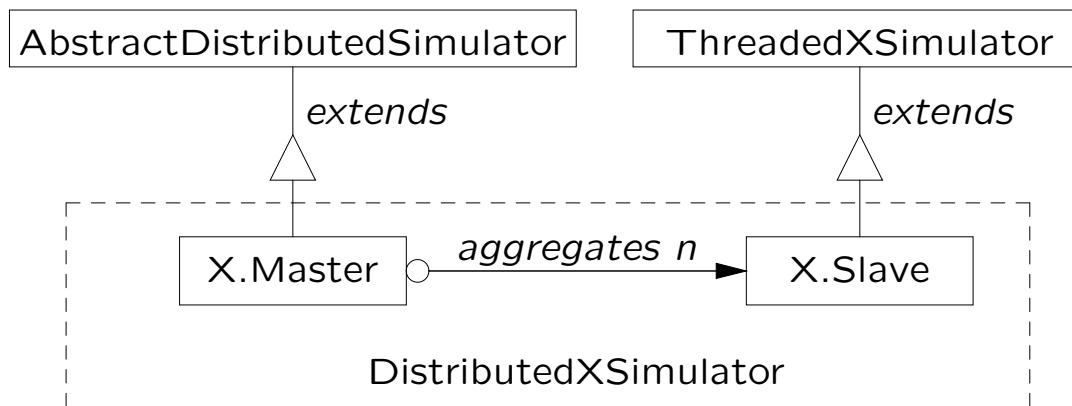 AbstractDistributedSimulator
ThreadedXSimulator
extends
extends
X.Master
aggregates n
X.Slave
DistributedXSimulator